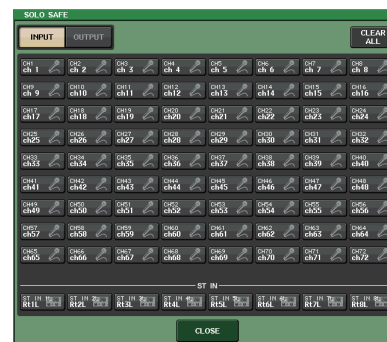 SOLO SAFE
INPUT OUTPUT CLEAR ALL
CH1 CH2 CH3 CH4 CH5 CH6 CH7 CH8
ch 1 ch 2 ch 3 ch 4 ch 5 ch 6 ch 7 ch 8
CH9 CH10 CH11 CH12 CH13 CH14 CH15 CH16
ch 9 ch10 ch11 ch12 ch13 ch14 ch15 ch16
CH17 CH18 CH19 CH20 CH21 CH22 CH23 CH24
ch17 ch18 ch19 ch20 ch21 ch22 ch23 ch24
CH25 CH26 CH27 CH28 CH29 CH30 CH31 CH32
ch25 ch26 ch27 ch28 ch29 ch30 ch31 ch32
CH33 CH34 CH35 CH36 CH37 CH38 CH39 CH40
ch33 ch34 ch35 ch36 ch37 ch38 ch39 ch40
CH41 CH42 CH43 CH44 CH45 CH46 CH47 CH48
ch41 ch42 ch43 ch44 ch45 ch46 ch47 ch48
CH49 CH50 CH51 CH52 CH53 CH54 CH55 CH56
ch49 ch50 ch51 ch52 ch53 ch54 ch55 ch56
CH57 CH58 CH59 CH60 CH61 CH62 CH63 CH64
ch57 ch58 ch59 ch60 ch61 ch62 ch63 ch64
CH65 CH66 CH67 CH68 CH69 CH70 CH71 CH72
ch65 ch66 ch67 ch68 ch69 ch70 ch71 ch72
ST IN
ST IN ST IN ST IN ST IN ST IN ST IN ST IN ST IN
Rt1L Rt2L Rt3L Rt4L Rt5L Rt6L Rt7L Rt8L
CLOSE